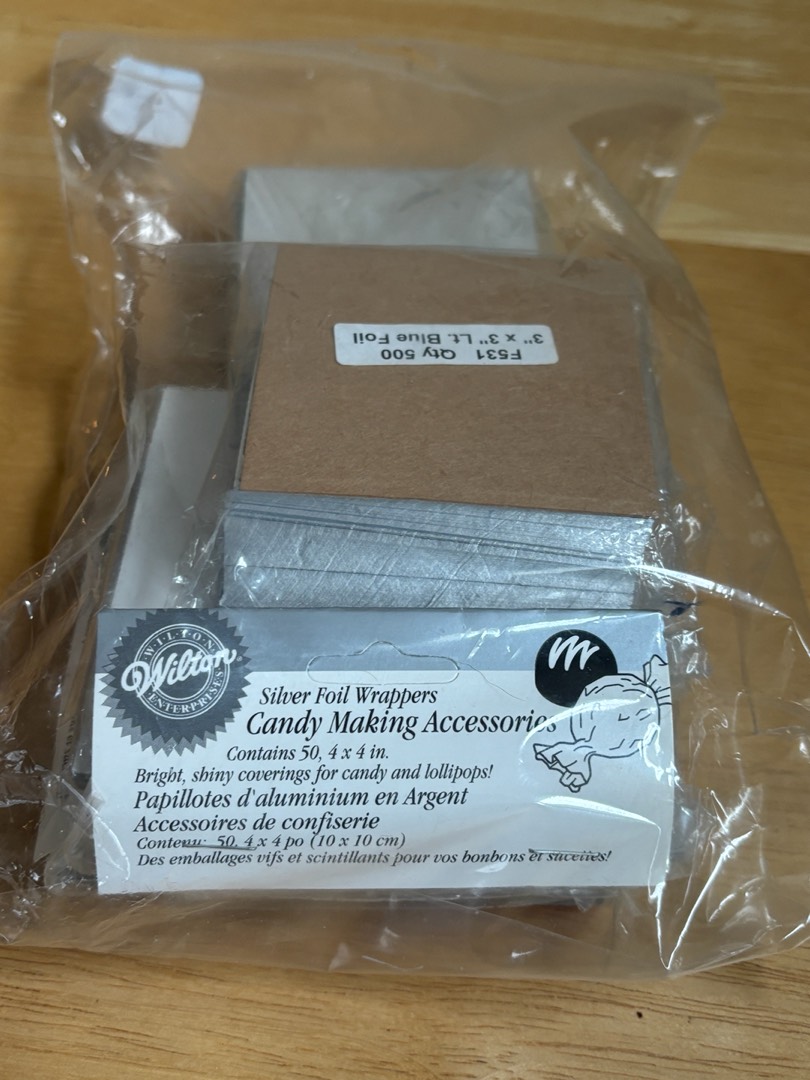 F531 Qty 500
3" x 3" Lt. Blue Foil
WILTON
Wilton
ENTERPRISES
m
Silver Foil Wrappers
Candy Making Accessories
Contains 50, 4 x 4 in.
Bright, shiny coverings for candy and lollipops!
Papillotes d'aluminium en Argent
Accessoires de confiserie
Contenu: 50, 4 x 4 po (10 x 10 cm)
Des emballages vifs et scintillants pour vos bonbons et sucettes!